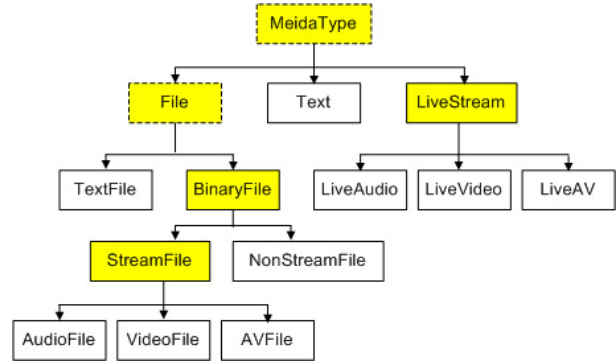 MeidaType
File
Text
LiveStream
TextFile
BinaryFile
LiveAudio
LiveVideo
LiveAV
StreamFile
NonStreamFile
AudioFile
VideoFile
AVFile